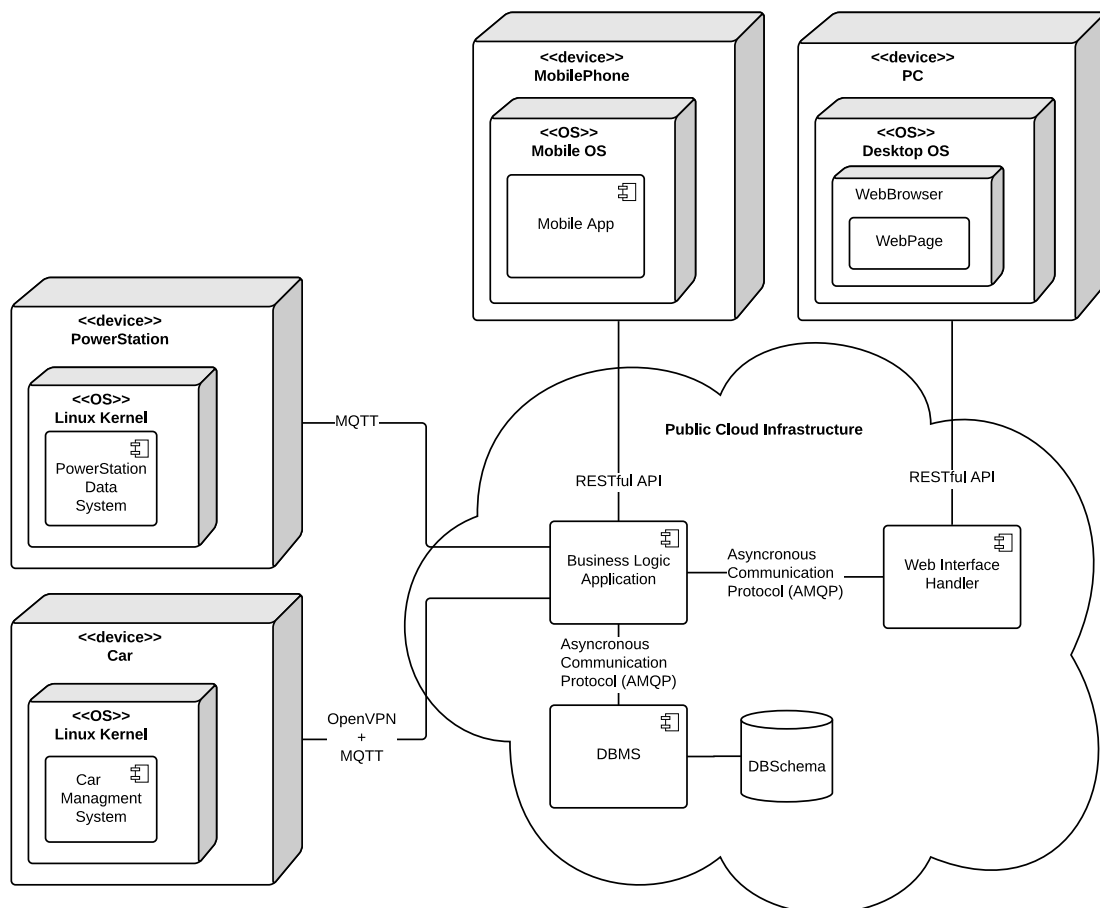 <<device>>
MobilePhone
<<OS>>
Mobile OS
Mobile App
<<device>>
PC
<<OS>>
Desktop OS
WebBrowser
WebPage
<<device>>
PowerStation
<<OS>>
Linux Kernel
PowerStation
Data
System
MQTT
Public Cloud Infrastructure
RESTful API
RESTful API
Business Logic
Application
Asyncronous
Communication
Protocol (AMQP)
Web Interface
Handler
<<device>>
Car
<<OS>>
Linux Kernel
Car
Managment
System
OpenVPN
+
MQTT
Asyncronous
Communication
Protocol (AMQP)
DBMS
DBSchema